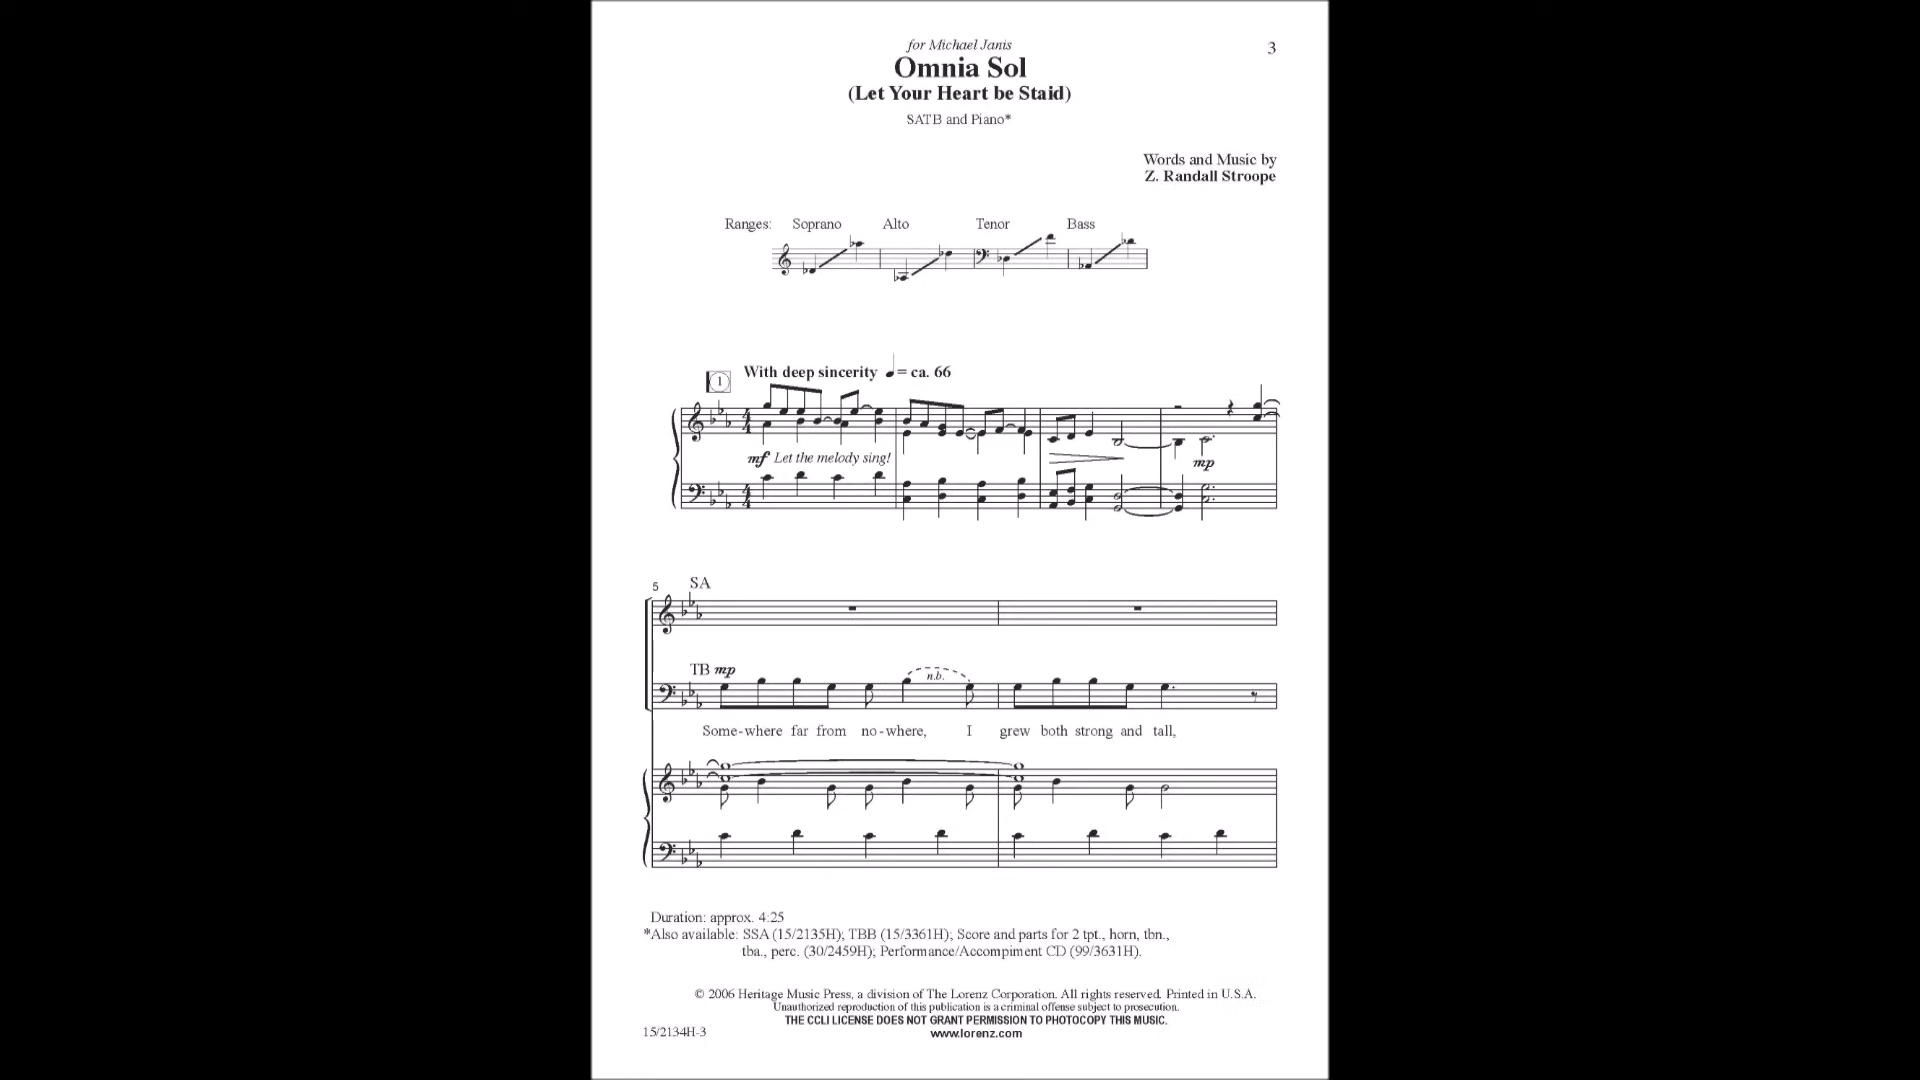 for Michael Janis
3
Omnia Sol
(Let Your Heart be Staid)
SATB and Piano*
Words and Music by
Z. Randall Stroope
Ranges: Soprano Alto Tenor Bass
1 With deep sincerity ♩ = ca. 66
mf Let the melody sing!
mp
5 SA
TB mp
n.b.
Some-where far from no-where, I grew both strong and tall,
Duration: approx. 4:25
*Also available: SSA (15/2135H); TBB (15/3361H); Score and parts for 2 tpt., horn, tbn.,
tba., perc. (30/2459H); Performance/Accompiment CD (99/3631H).
© 2006 Heritage Music Press, a division of The Lorenz Corporation. All rights reserved. Printed in U.S.A.
Unauthorized reproduction of this publication is a criminal offense subject to prosecution.
THE CCLI LICENSE DOES NOT GRANT PERMISSION TO PHOTOCOPY THIS MUSIC.
15/2134H-3
www.lorenz.com